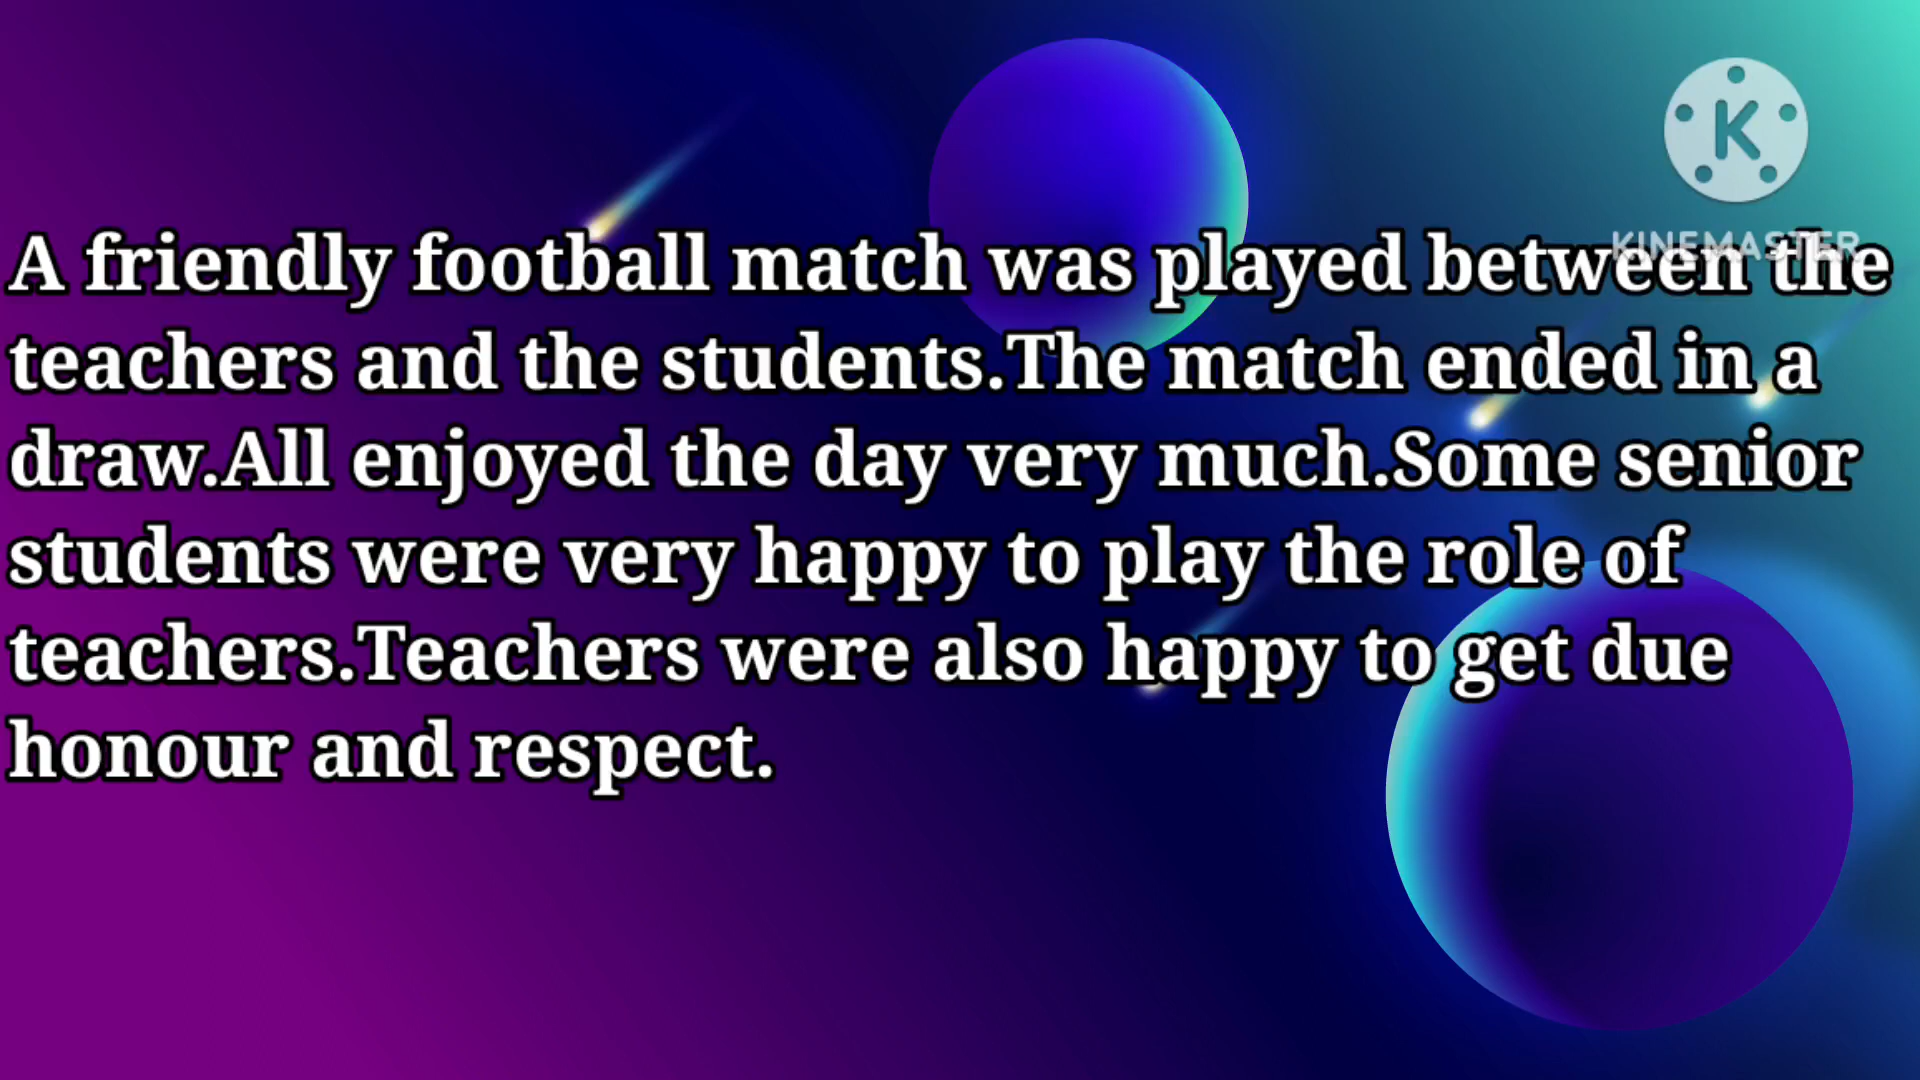 K
KINEMASTER
A friendly football match was played between the
teachers and the students.The match ended in a
draw.All enjoyed the day very much.Some senior
students were very happy to play the role of
teachers.Teachers were also happy to get due
honour and respect.